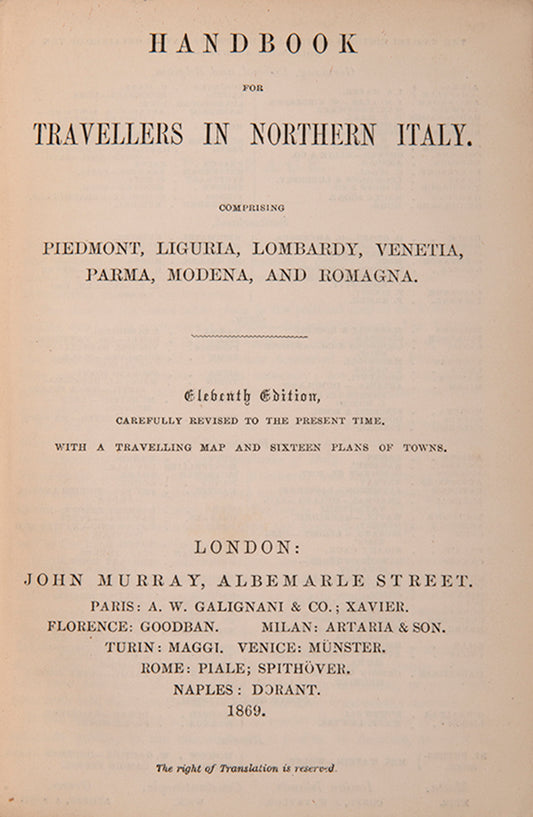 HANDBOOK
FOR
TRAVELLERS IN NORTHERN ITALY.
COMPRISING
PIEDMONT, LIGURIA, LOMBARDY, VENETIA,
PARMA, MODENA, AND ROMAGNA.
Eleventh Edition,
CAREFULLY REVISED TO THE PRESENT TIME.
WITH A TRAVELLING MAP AND SIXTEEN PLANS OF TOWNS.
LONDON:
JOHN MURRAY, ALBEMARLE STREET.
PARIS: A. W. GALIGNANI & CO.; XAVIER.
FLORENCE: GOODBAN. MILAN: ARTARIA & SON.
TURIN: MAGGI. VENICE: MÜNSTER.
ROME: PIALE; SPITHÖVER.
NAPLES: DORANT.
1869.
The right of Translation is reserved.